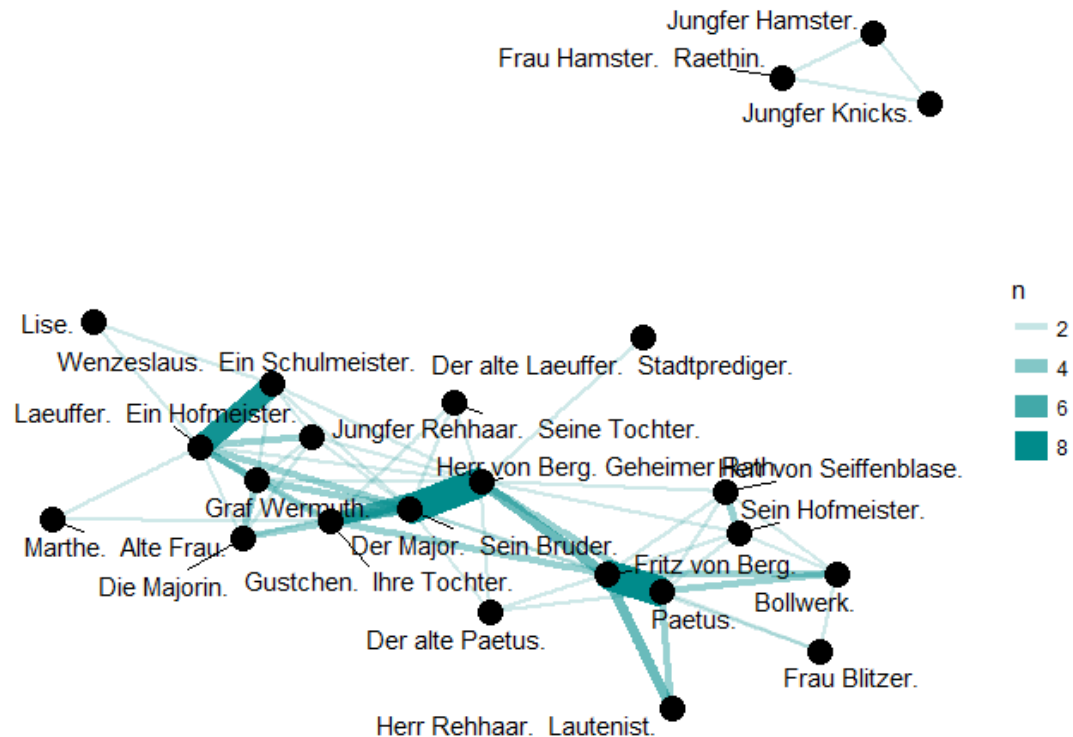 Jungfer Hamster.
Frau Hamster.  Raethin.
Jungfer Knicks.
n
2
4
6
8
Lise.
Wenzeslaus.  Ein Schulmeister.
Der alte Laeuffer.  Stadtprediger.
Laeuffer.  Ein Hofmeister.
Jungfer Rehhaar.  Seine Tochter.
Herr von Berg. Geheimer Rath.
Herr von Seiffenblase.
Graf Wermuth.
Sein Hofmeister.
Marthe.  Alte Frau.
Der Major.  Sein Bruder.
Fritz von Berg.
Die Majorin.
Gustchen.  Ihre Tochter.
Bollwerk.
Paetus.
Der alte Paetus.
Frau Blitzer.
Herr Rehhaar.  Lautenist.